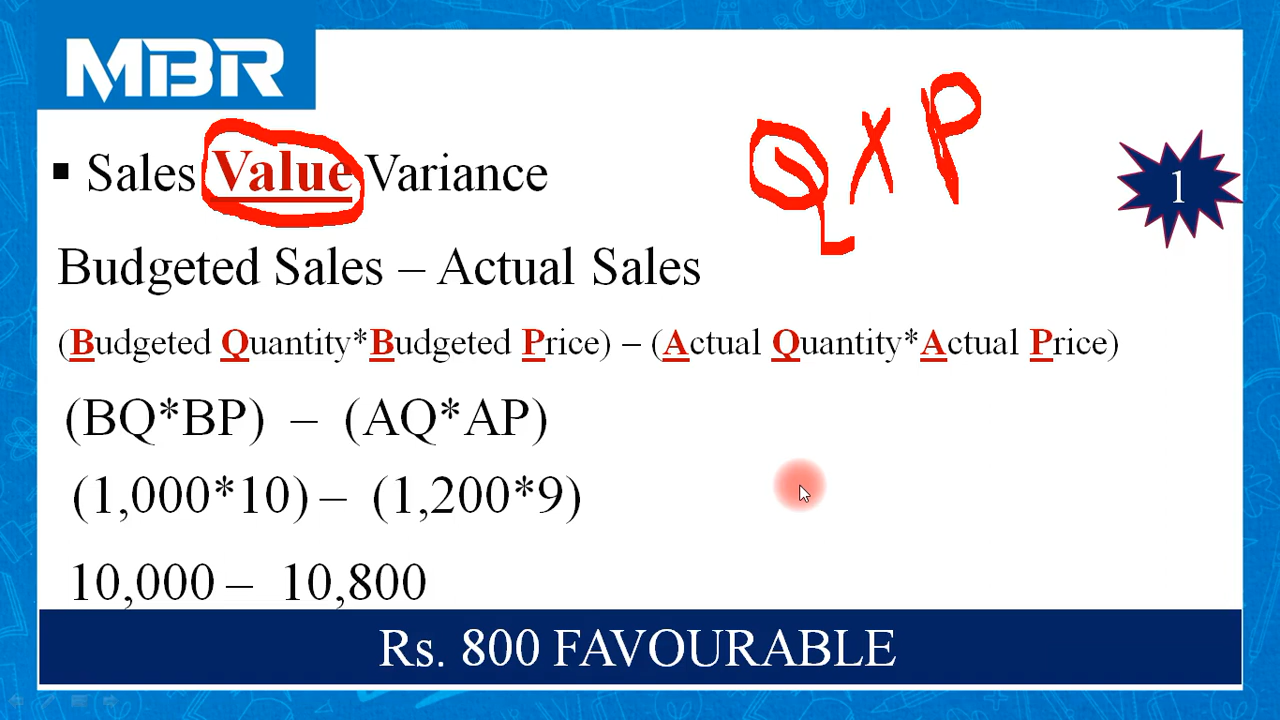 MBR
Q X P
▪ Sales Value Variance
1
Budgeted Sales – Actual Sales
(Budgeted Quantity*Budgeted Price) – (Actual Quantity*Actual Price)
(BQ*BP) – (AQ*AP)
(1,000*10) – (1,200*9)
10,000 – 10,800
Rs. 800 FAVOURABLE